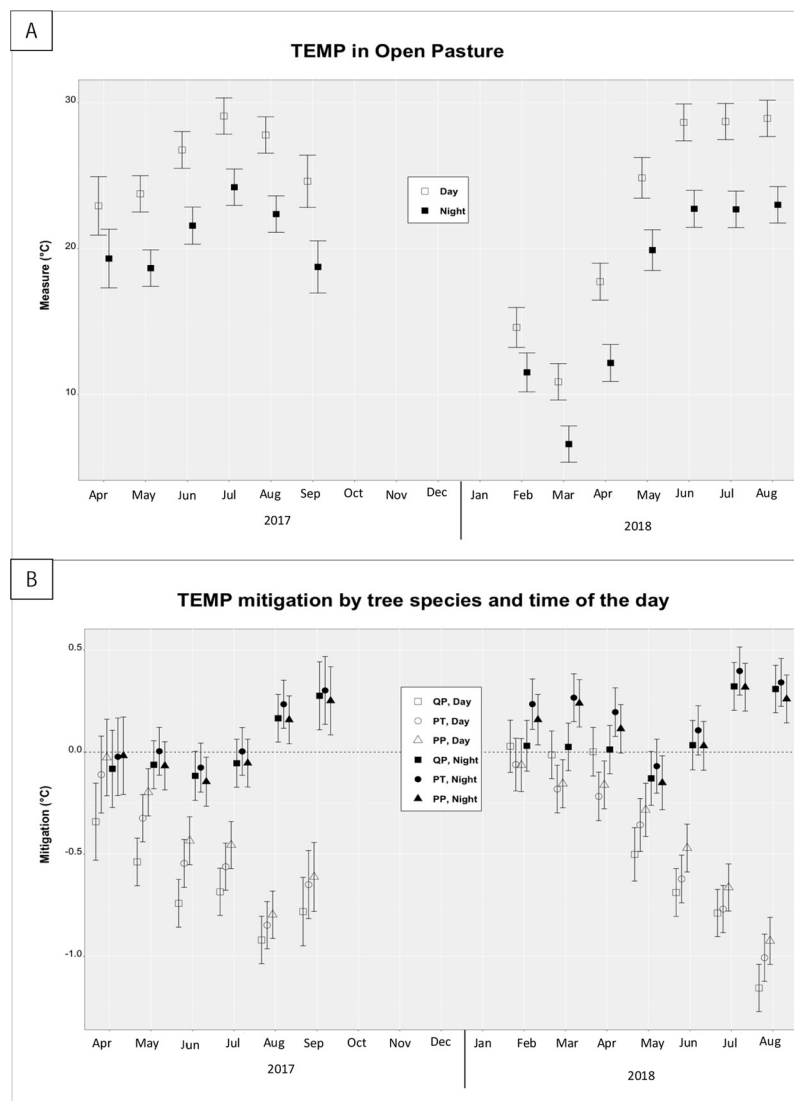 A
TEMP in Open Pasture
Measure (°C)
30
20
10
Day
Night
Apr May Jun Jul Aug Sep Oct Nov Dec Jan Feb Mar Apr May Jun Jul Aug
2017 2018
B
TEMP mitigation by tree species and time of the day
Mitigation (°C)
0.5
0.0
-0.5
-1.0
QP, Day
PT, Day
PP, Day
QP, Night
PT, Night
PP, Night
Apr May Jun Jul Aug Sep Oct Nov Dec Jan Feb Mar Apr May Jun Jul Aug
2017 2018